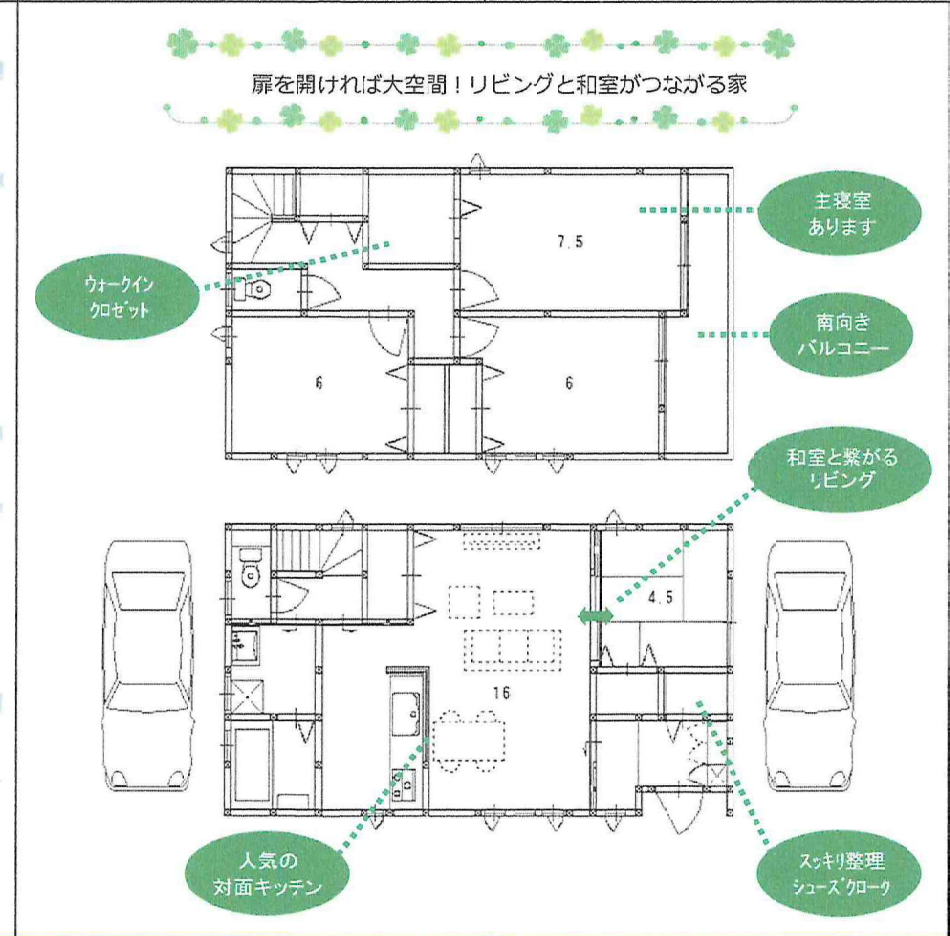 扉を開ければ大空間！リビングと和室がつながる家
主寝室
あります
7.5
ウォークイン
クロゼット
南向き
バルコニー
6
6
和室と繋がる
リビング
4.5
16
人気の
対面キッチン
スッキリ整理
シューズクローク